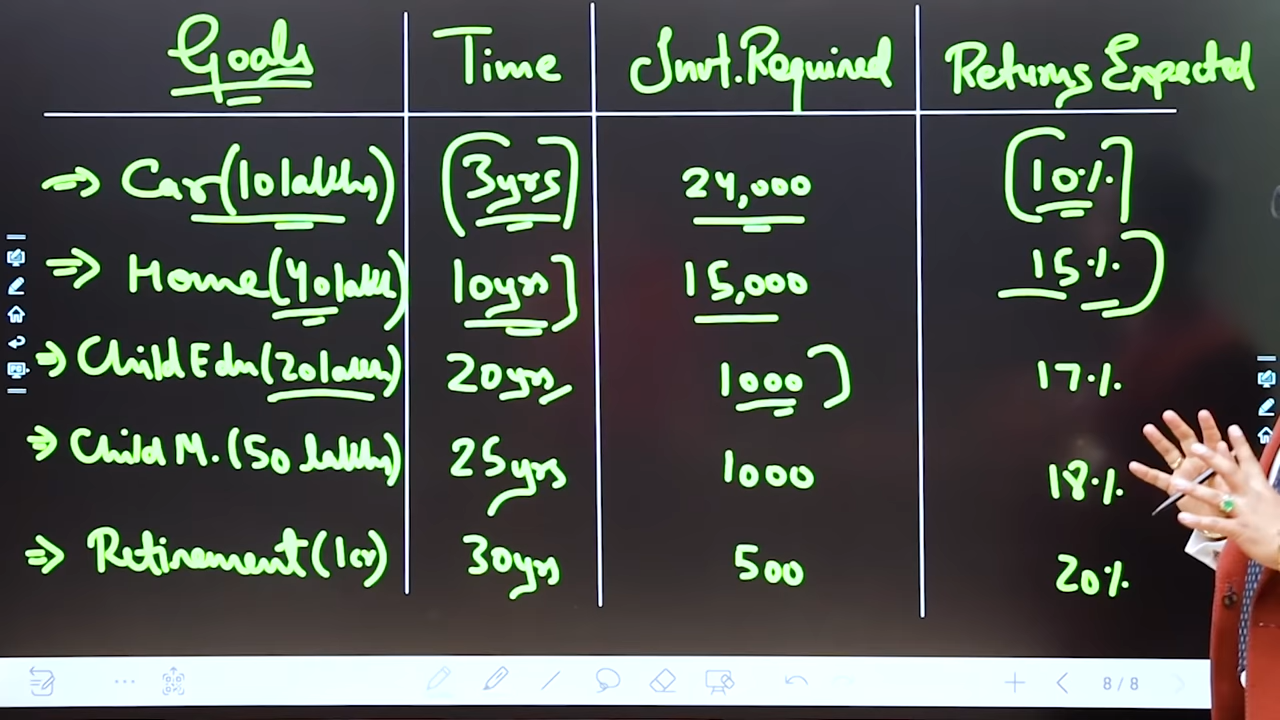 Goals Time Invt. Required Returns Expected
⇒ Car (10 lakhs) (3yrs) 24,000 (10%)
⇒ Home (40 lakh) 10yrs) 15,000 15%)
⇒ Child Edn (20 lakhs) 20yrs 1000) 17%
⇒ Child M. (50 lakhs) 25yrs 1000 18%
⇒ Retirement (1cr) 30yrs 500 20%
8/8